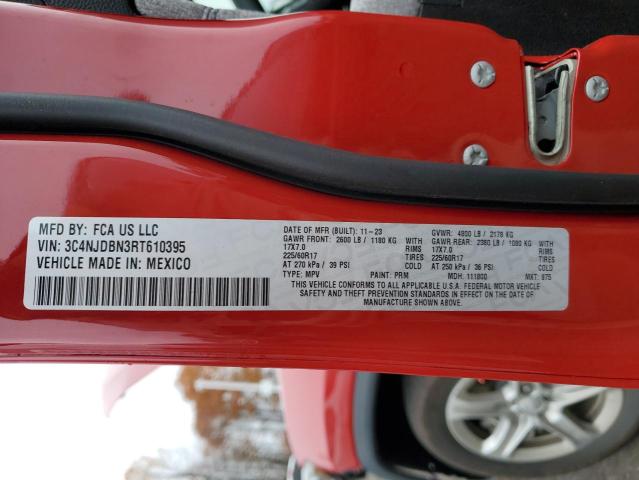 MFD BY: FCA US LLC
VIN: 3C4NJDBN3RT610395
VEHICLE MADE IN: MEXICO
DATE OF MFR (BUILT): 11-23 GVWR: 4800 LB / 2178 KG
GAWR FRONT: 2600 LB / 1180 KG RIMS GAWR REAR: 2380 LB / 1080 KG RIMS
17X7.0 TIRES 17X7.0 TIRES
225/60R17 225/60R17
AT 270 kPa / 39 PSI COLD AT 250 kPa / 36 PSI COLD
TYPE: MPV PAINT: PRM MDH: 111800 MXT: 875
THIS VEHICLE CONFORMS TO ALL APPLICABLE U.S.A. FEDERAL MOTOR VEHICLE
SAFETY AND THEFT PREVENTION STANDARDS IN EFFECT ON THE DATE OF
MANUFACTURE SHOWN ABOVE.